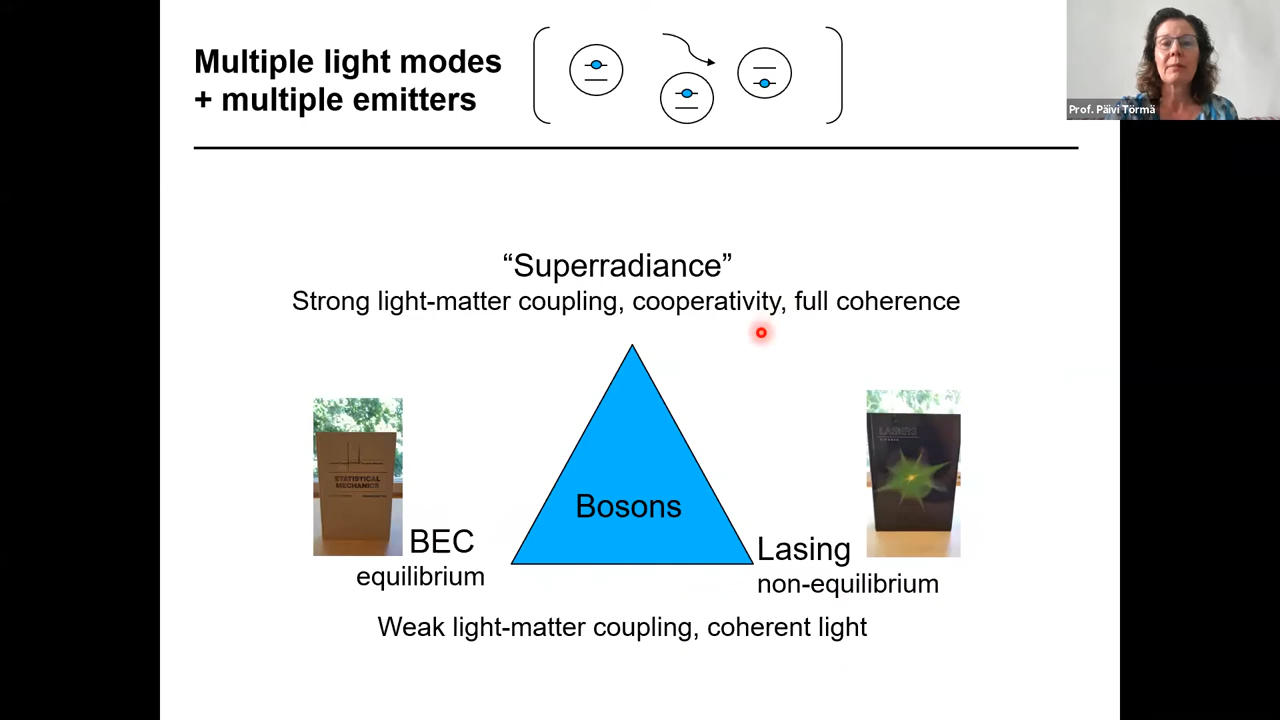 Multiple light modes
+ multiple emitters
Prof. Päivi Törmä
“Superradiance”
Strong light-matter coupling, cooperativity, full coherence
STATISTICAL
MECHANICS
LASERS
Bosons
BEC
equilibrium
Lasing
non-equilibrium
Weak light-matter coupling, coherent light